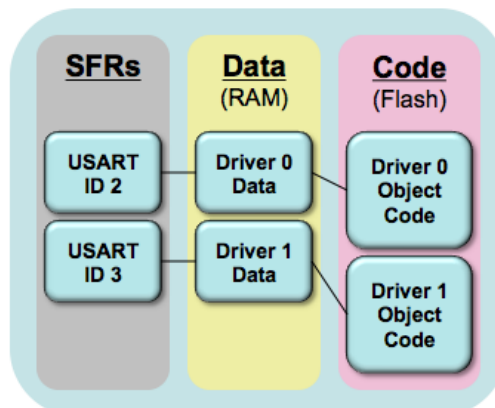 SFRs
Data
(RAM)
Code
(Flash)
USART
ID 2
Driver 0
Data
Driver 0
Object
Code
USART
ID 3
Driver 1
Data
Driver 1
Object
Code